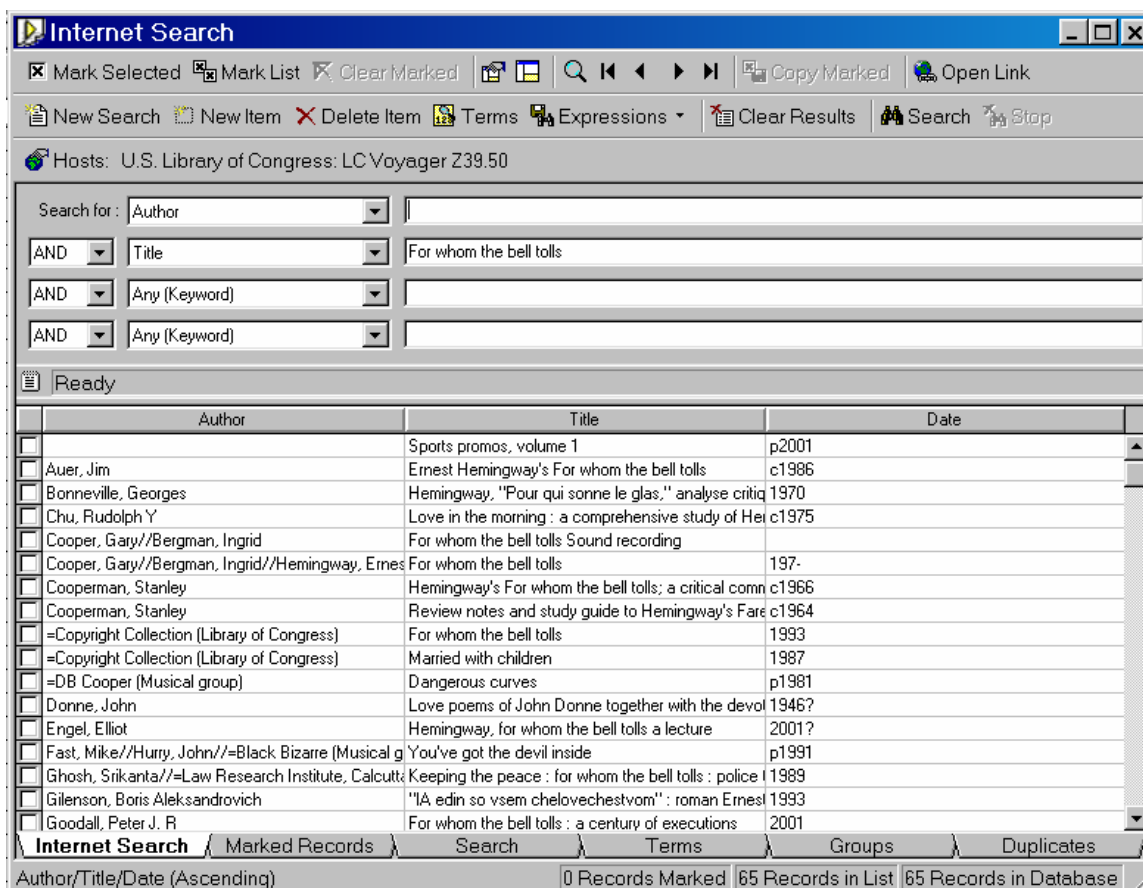 Internet Search
Mark Selected Mark List Clear Marked Copy Marked Open Link
New Search New Item Delete Item Terms Expressions Clear Results Search Stop
Hosts: U.S. Library of Congress: LC Voyager Z39.50
Search for : Author
AND Title For whom the bell tolls
AND Any (Keyword)
AND Any (Keyword)
Ready
Author Title Date
Sports promos, volume 1 p2001
Auer, Jim Ernest Hemingway's For whom the bell tolls c1986
Bonneville, Georges Hemingway, "Pour qui sonne le glas," analyse critiq 1970
Chu, Rudolph Y Love in the morning : a comprehensive study of Hei c1975
Cooper, Gary//Bergman, Ingrid For whom the bell tolls Sound recording
Cooper, Gary//Bergman, Ingrid//Hemingway, Ernes For whom the bell tolls 197-
Cooperman, Stanley Hemingway's For whom the bell tolls; a critical comn c1966
Cooperman, Stanley Review notes and study guide to Hemingway's Fare c1964
=Copyright Collection (Library of Congress) For whom the bell tolls 1993
=Copyright Collection (Library of Congress) Married with children 1987
=DB Cooper (Musical group) Dangerous curves p1981
Donne, John Love poems of John Donne together with the devot 1946?
Engel, Elliot Hemingway, for whom the bell tolls a lecture 2001?
Fast, Mike//Hurry, John//=Black Bizarre (Musical g You've got the devil inside p1991
Ghosh, Srikanta//=Law Research Institute, Calcutta Keeping the peace : for whom the bell tolls : police 1989
Gilenson, Boris Aleksandrovich "IA edin so vsem chelovechestvom" : roman Ernest 1993
Goodall, Peter J. R For whom the bell tolls : a century of executions 2001
Internet Search Marked Records Search Terms Groups Duplicates
Author/Title/Date (Ascending) 0 Records Marked 65 Records in List 65 Records in Database